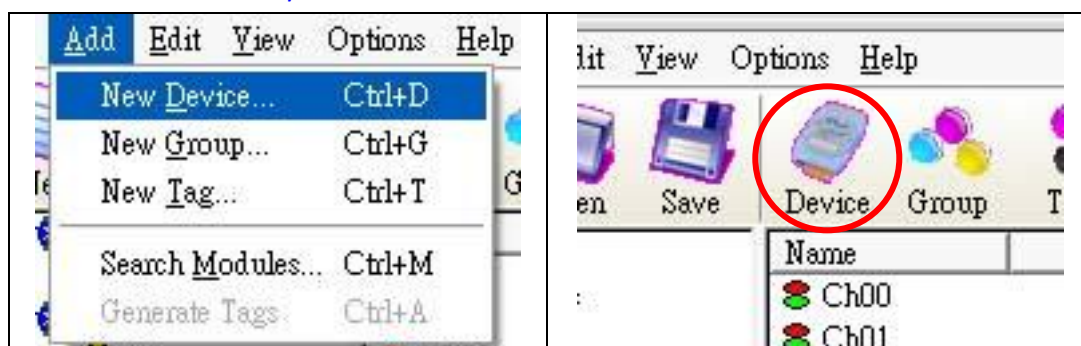 Add Edit View Options Help
New Device... Ctrl+D
New Group... Ctrl+G
New Tag... Ctrl+T
Search Modules... Ctrl+M
Generate Tags Ctrl+A
View Options Help
Save Device Group
Name
Ch00
Ch01